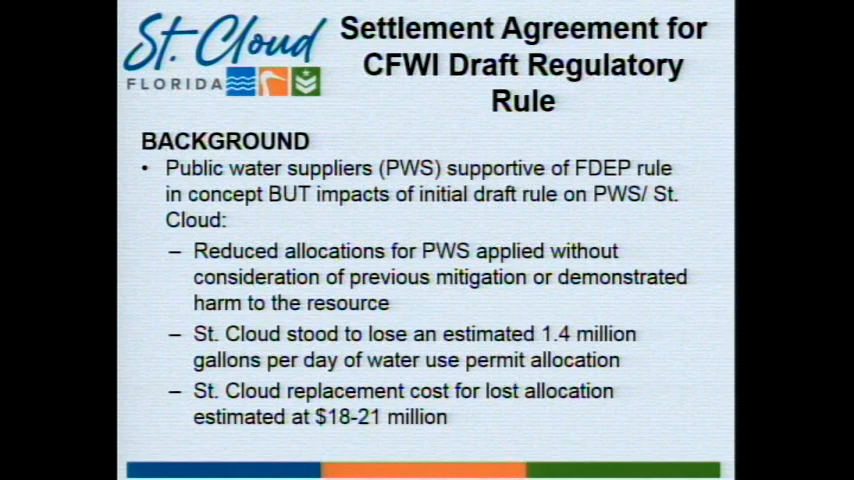 St. Cloud
FLORIDA
Settlement Agreement for
CFWI Draft Regulatory
Rule
BACKGROUND
• Public water suppliers (PWS) supportive of FDEP rule
in concept BUT impacts of initial draft rule on PWS/ St.
Cloud:
– Reduced allocations for PWS applied without
consideration of previous mitigation or demonstrated
harm to the resource
– St. Cloud stood to lose an estimated 1.4 million
gallons per day of water use permit allocation
– St. Cloud replacement cost for lost allocation
estimated at $18-21 million